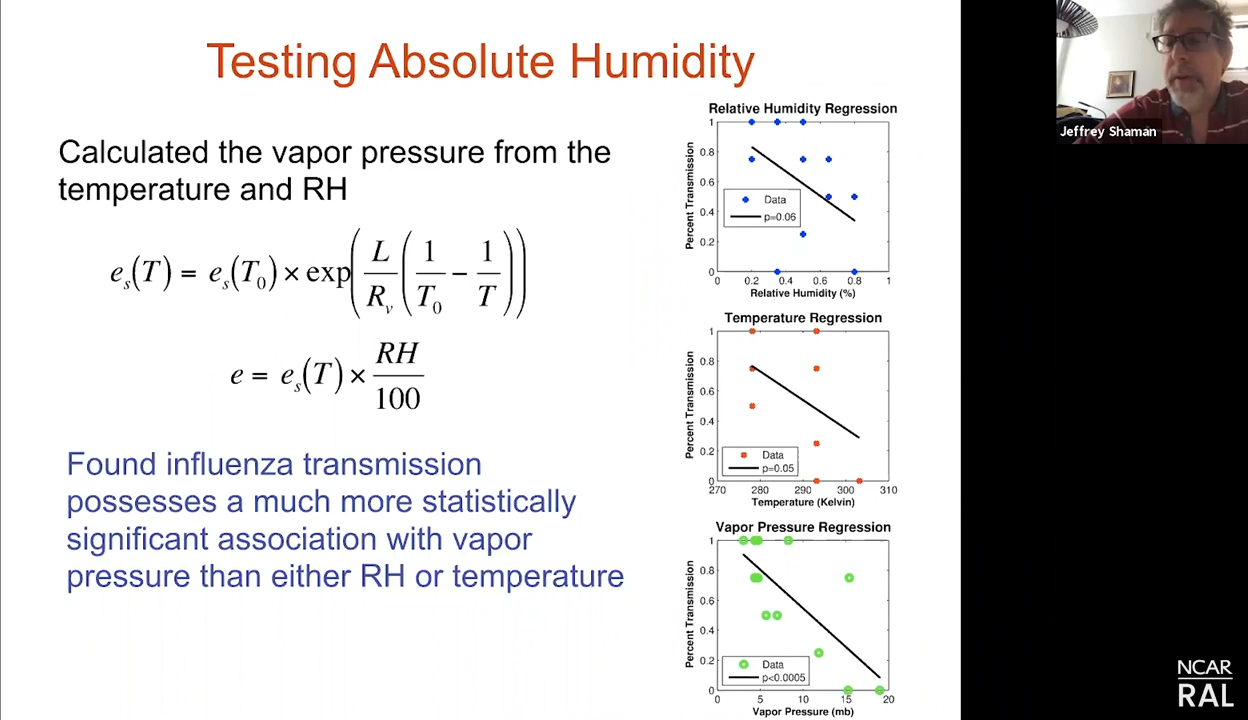 Testing Absolute Humidity
Calculated the vapor pressure from the
temperature and RH
e_s(T) = e_s(T_0) × exp(L/R_v (1/T_0 − 1/T))
e = e_s(T) × RH/100
Found influenza transmission
possesses a much more statistically
significant association with vapor
pressure than either RH or temperature
Relative Humidity Regression
Percent Transmission
1
0.8
0.6
0.4
0.2
0
Data
p=0.06
0 0.2 0.4 0.6 0.8 1
Relative Humidity (%)
Temperature Regression
Percent Transmission
1
0.8
0.6
0.4
0.2
0
Data
p=0.05
270 280 290 300 310
Temperature (Kelvin)
Vapor Pressure Regression
Percent Transmission
1
0.8
0.6
0.4
0.2
0
Data
p<0.0005
0 5 10 15 20
Vapor Pressure (mb)
Jeffrey Shaman
NCAR
RAL